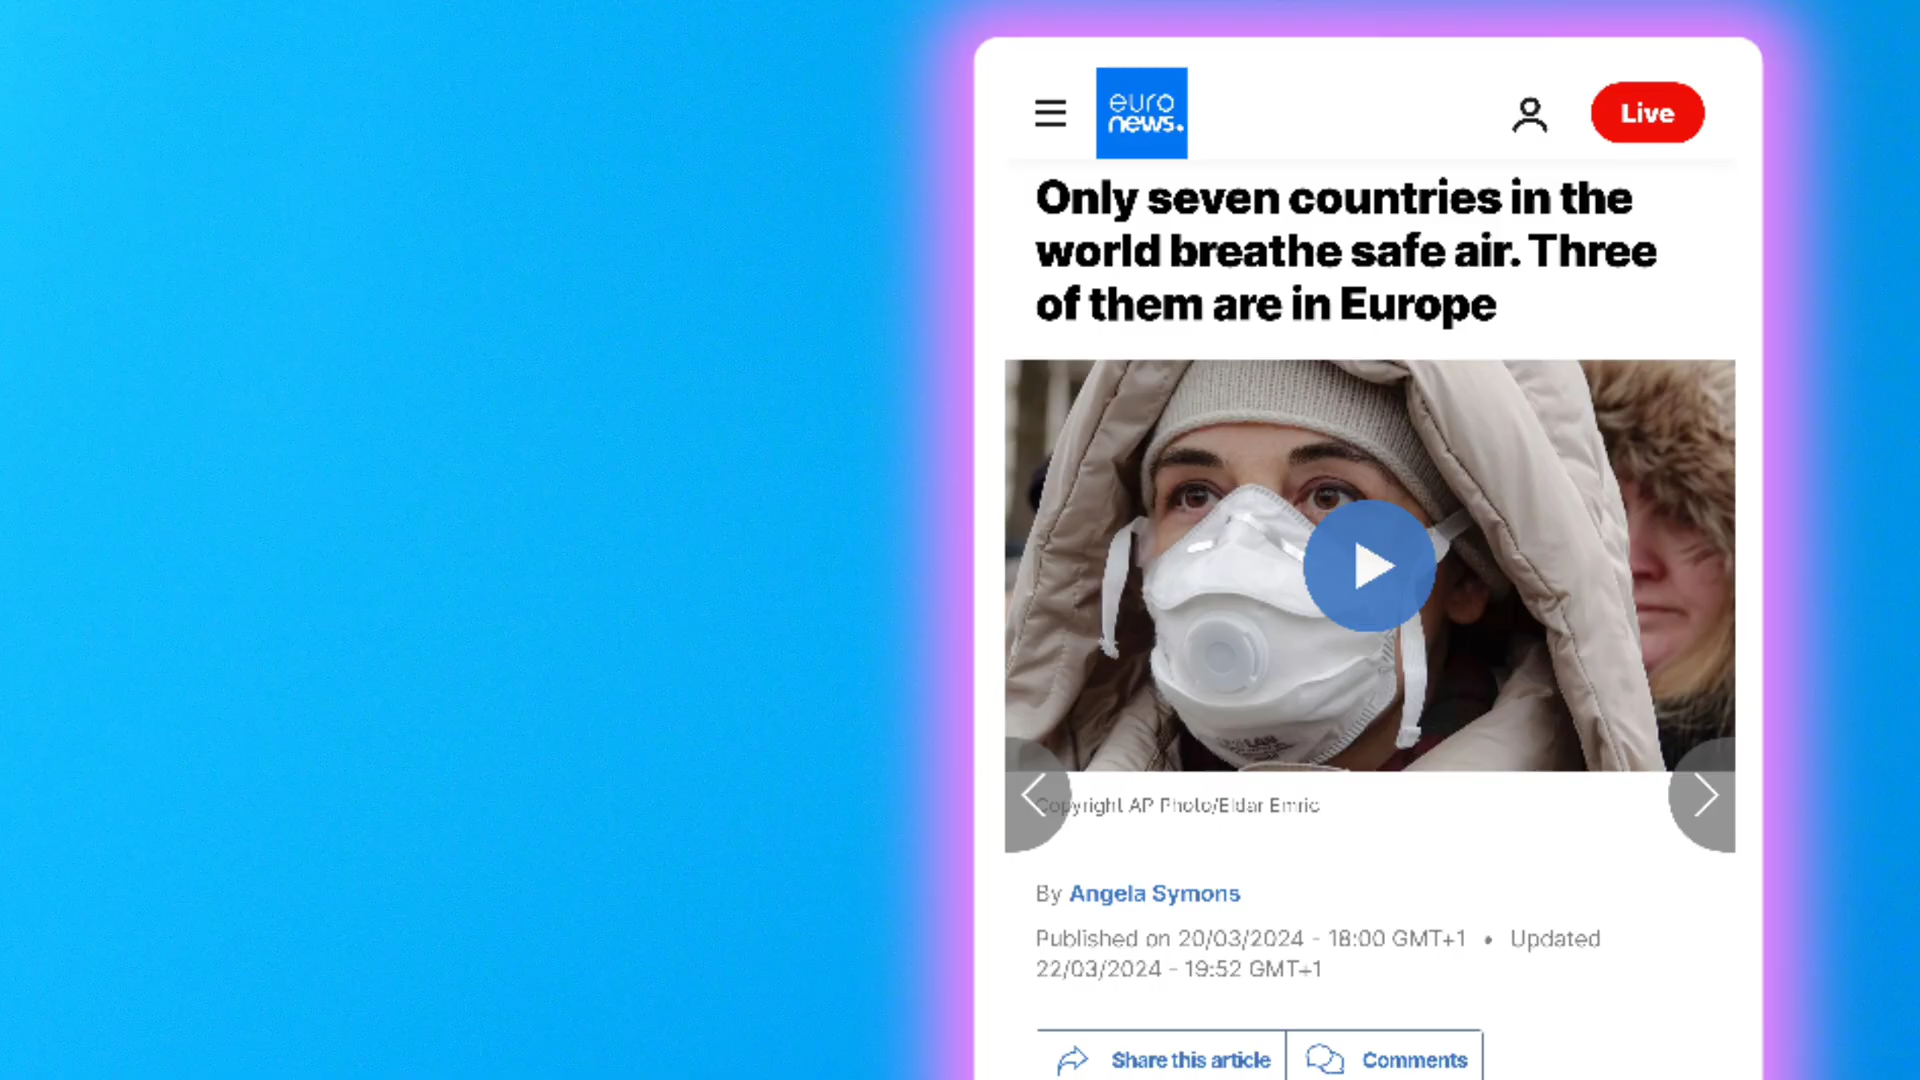 euro
news.
Live
Only seven countries in the
world breathe safe air. Three
of them are in Europe
Copyright AP Photo/Eldar Emric
By Angela Symons
Published on 20/03/2024 - 18:00 GMT+1 • Updated
22/03/2024 - 19:52 GMT+1
Share this article
Comments